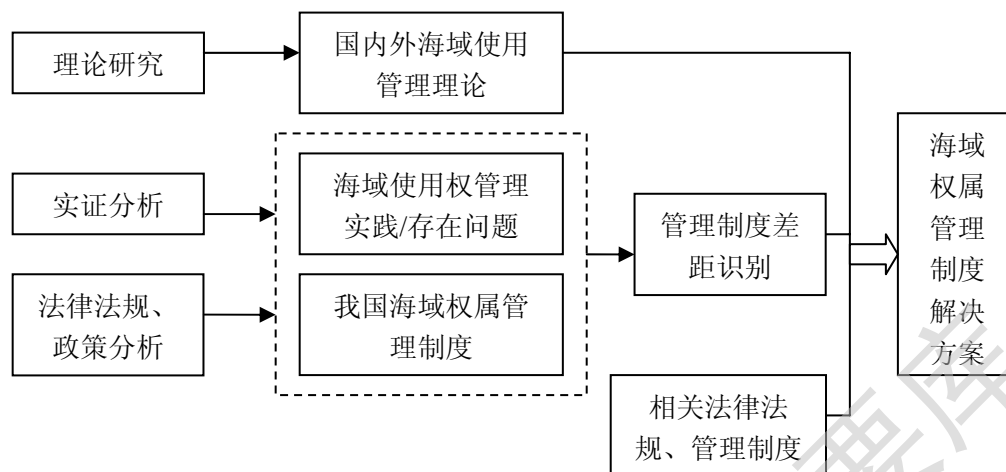 理论研究
国内外海域使用
管理理论
实证分析
海域使用权管理
实践/存在问题
法律法规、
政策分析
我国海域权属管
理制度
管理制度差
距识别
相关法律法
规、管理制度
海域
权属
管理
制度
解决
方案
要库